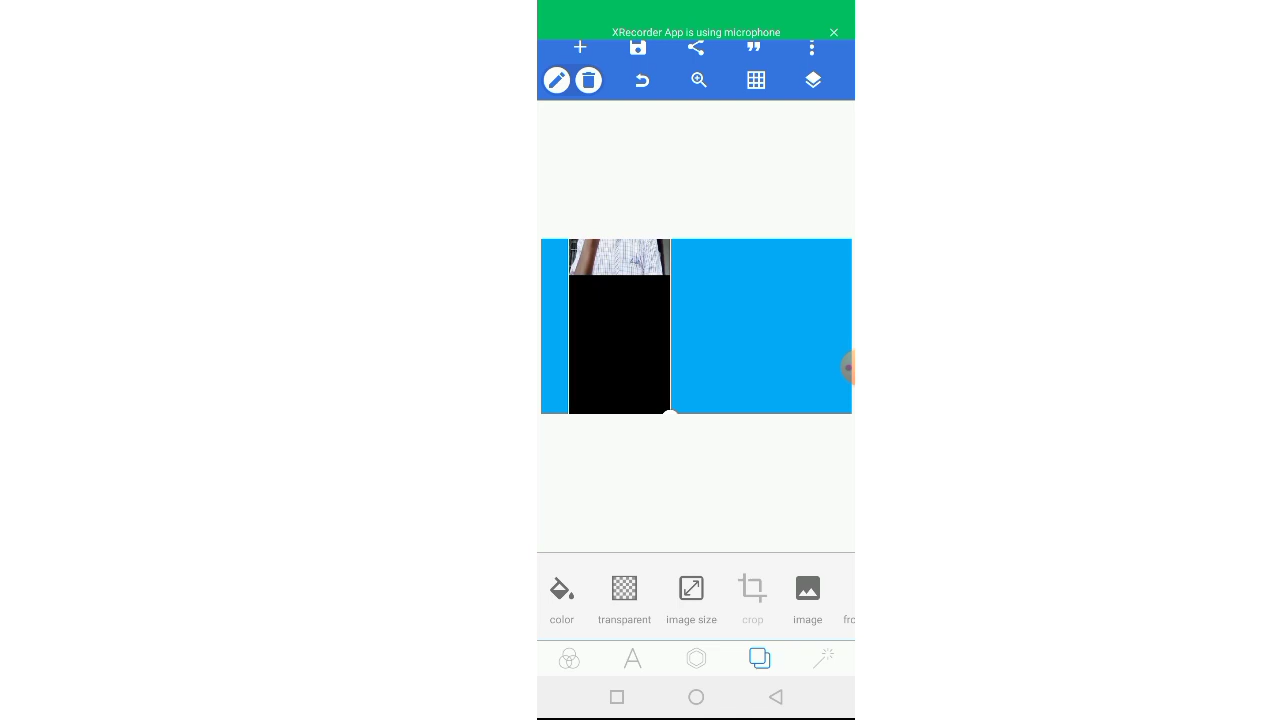 XRecorder App is using microphone
color transparent image size crop image